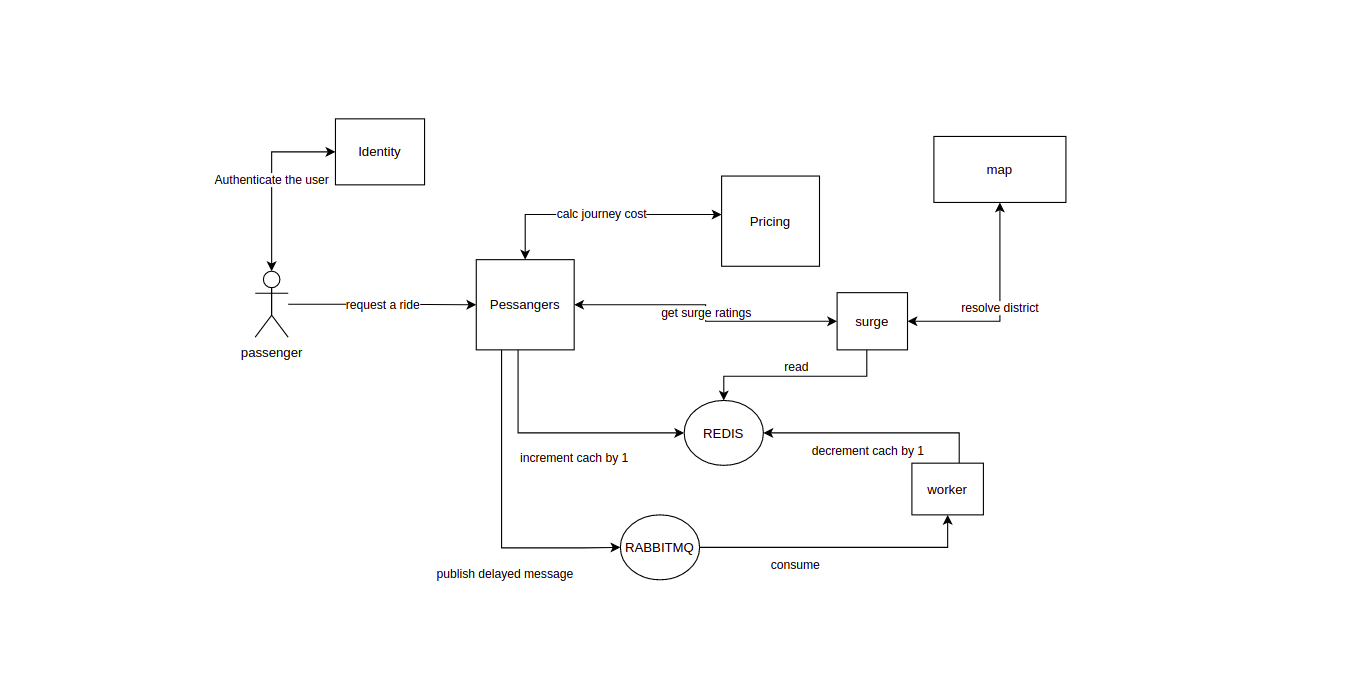 Identity
map
Authenticate the user
calc journey cost
Pricing
request a ride
Pessangers
get surge ratings
surge
resolve district
passenger
read
REDIS
increment cach by 1
decrement cach by 1
worker
RABBITMQ
publish delayed message
consume